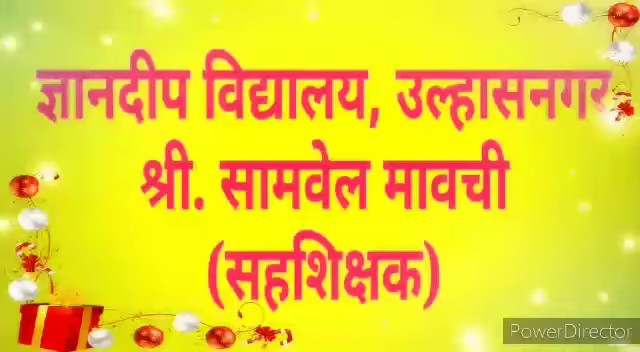 ज्ञानदीप विद्यालय, उल्हासनगर
श्री. सामवेल मावची
(सहशिक्षक)
PowerDirector